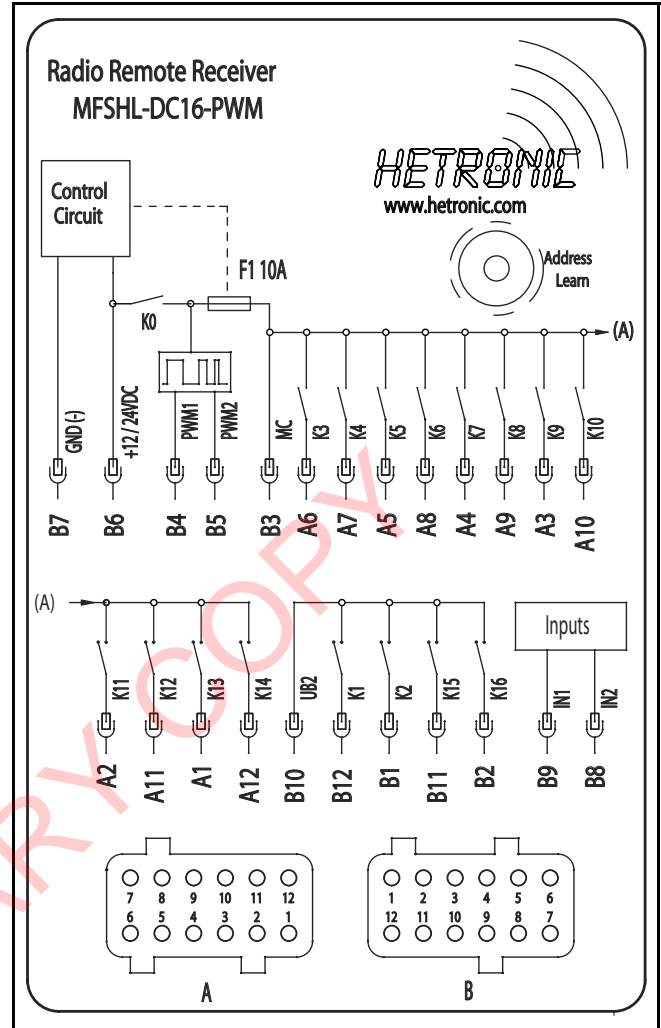 Radio Remote Receiver
MFSHL-DC16-PWM
HETRONIC
www.hetronic.com
Control
Circuit
Address
Learn
F1 10A
K0
(A)
GND (-)
+12 / 24VDC
PWM1
PWM2
MC
K3
K4
K5
K6
K7
K8
K9
K10
B7
B6
B4
B5
B3
A6
A7
A5
A8
A4
A9
A3
A10
(A)
Inputs
K11
K12
K13
K14
UB2
K1
K2
K15
K16
IN1
IN2
A2
A11
A1
A12
B10
B12
B1
B11
B2
B9
B8
7 8 9 10 11 12
6 5 4 3 2 1
A
1 2 3 4 5 6
12 11 10 9 8 7
B
ARY COPY